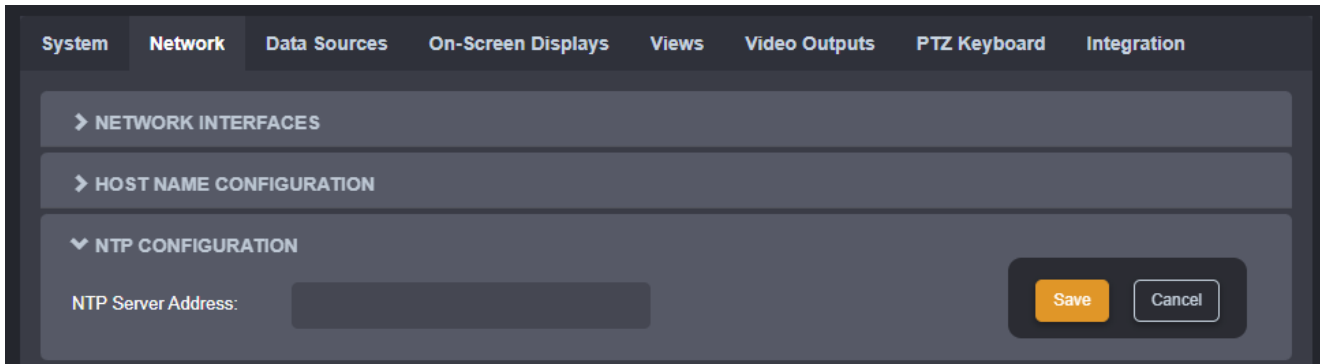 System Network Data Sources On-Screen Displays Views Video Outputs PTZ Keyboard Integration
NETWORK INTERFACES
HOST NAME CONFIGURATION
NTP CONFIGURATION
NTP Server Address: Save Cancel